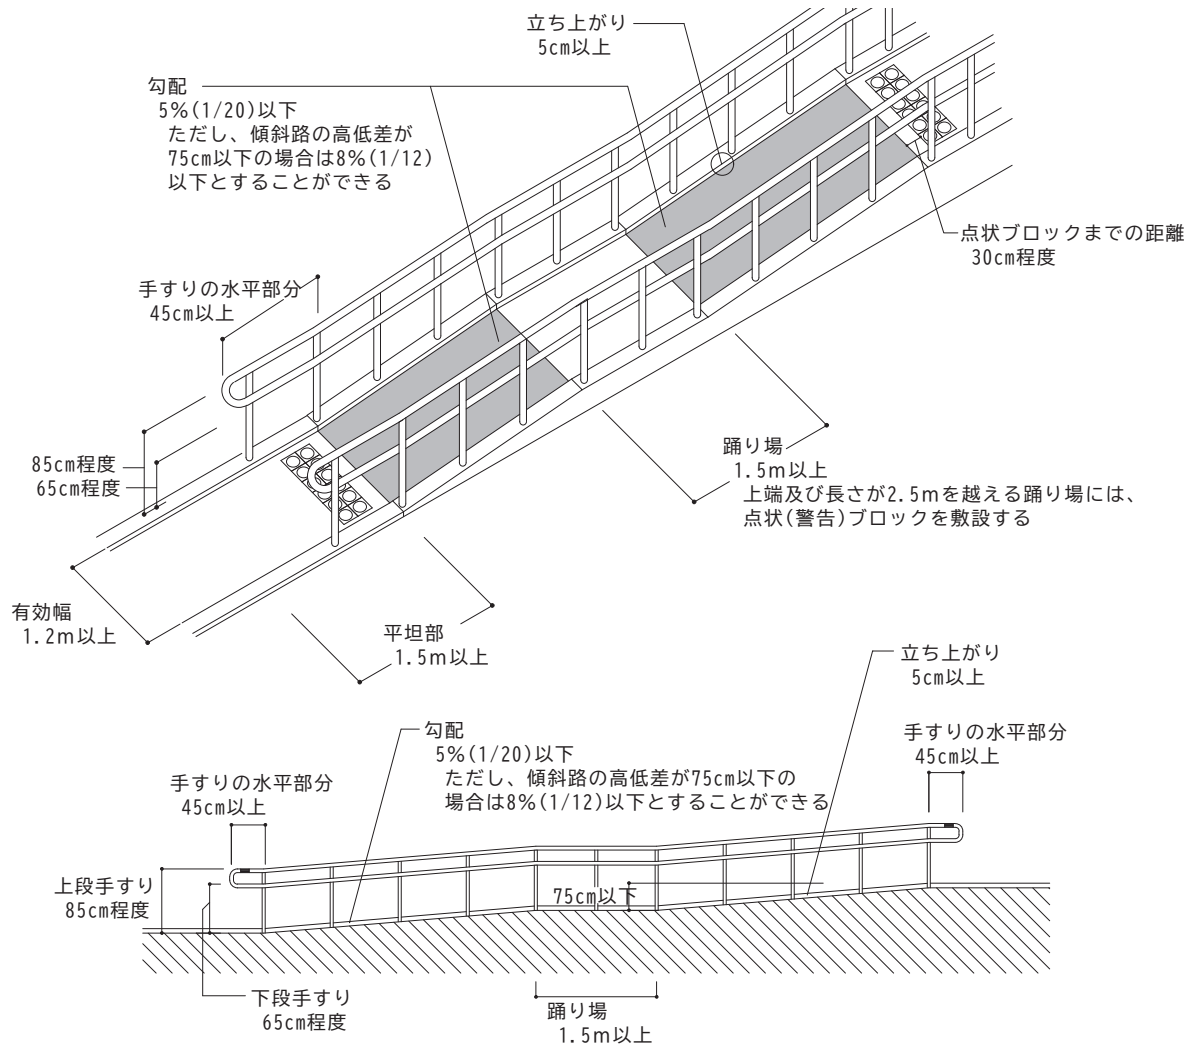 立ち上がり
5cm以上
勾配
5%(1/20)以下
ただし、傾斜路の高低差が
75cm以下の場合は8%(1/12)
以下とすることができる
点状ブロックまでの距離
30cm程度
手すりの水平部分
45cm以上
85cm程度
65cm程度
踊り場
1.5m以上
上端及び長さが2.5mを越える踊り場には、
点状(警告)ブロックを敷設する
有効幅
1.2m以上
平坦部
1.5m以上
立ち上がり
5cm以上
勾配
5%(1/20)以下
ただし、傾斜路の高低差が75cm以下の
場合は8%(1/12)以下とすることができる
手すりの水平部分
45cm以上
手すりの水平部分
45cm以上
上段手すり
85cm程度
75cm以下
下段手すり
65cm程度
踊り場
1.5m以上